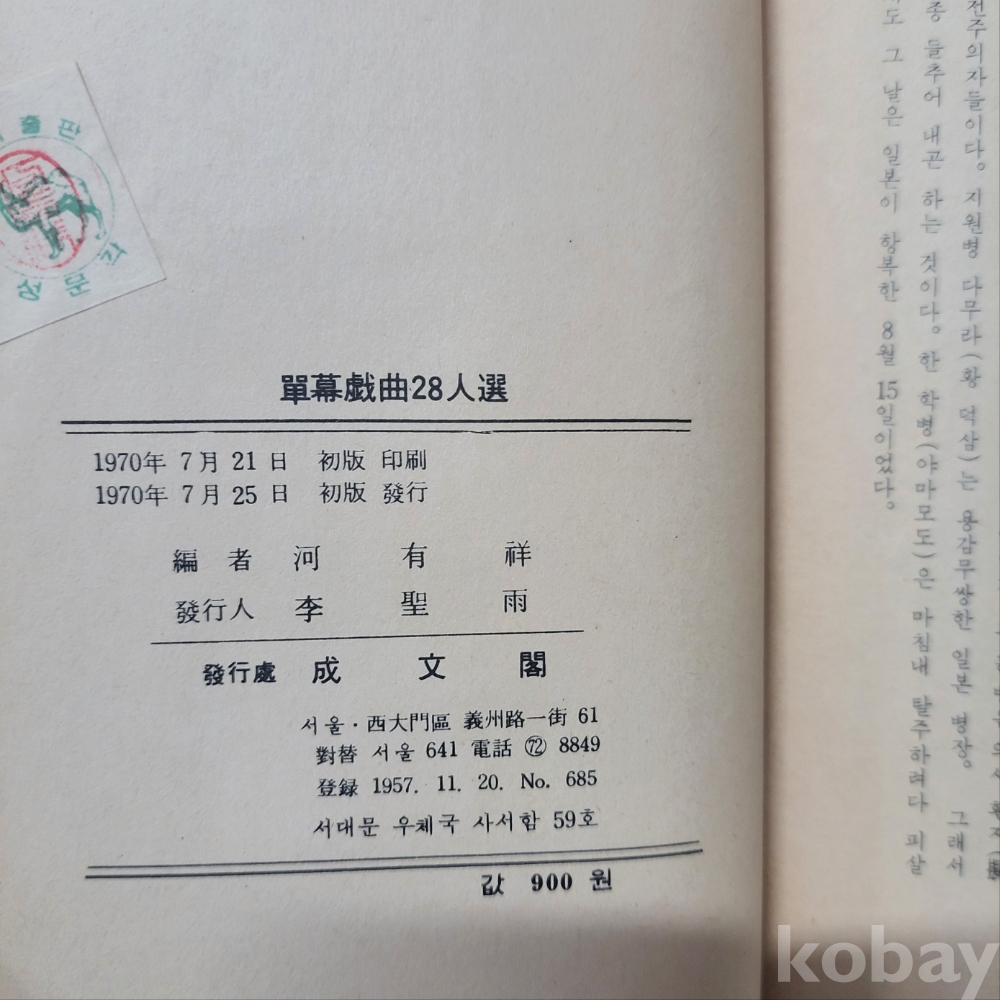 출판
성문각
單幕戱曲28人選
1970年 7月 21日 初版 印刷
1970年 7月 25日 初版 發行
編者 河有祥
發行人 李聖雨
發行處 成文閣
서울·西大門區 義州路一街 61
對替 서울 641 電話 ㊆ 8849
登録 1957. 11. 20. No. 685
서대문 우체국 사서함 59호
값 900 원
전주의자들이다. 지원병 다무라(황 덕삼)는 용감무쌍한 일본 병장. 그래서
종 들추어 내곤 하는 것이다. 한 학병(야마모도)은 마침내 탈주하려다 피살
도 그 날은 일본이 항복한 8월 15일이었다.
kobay